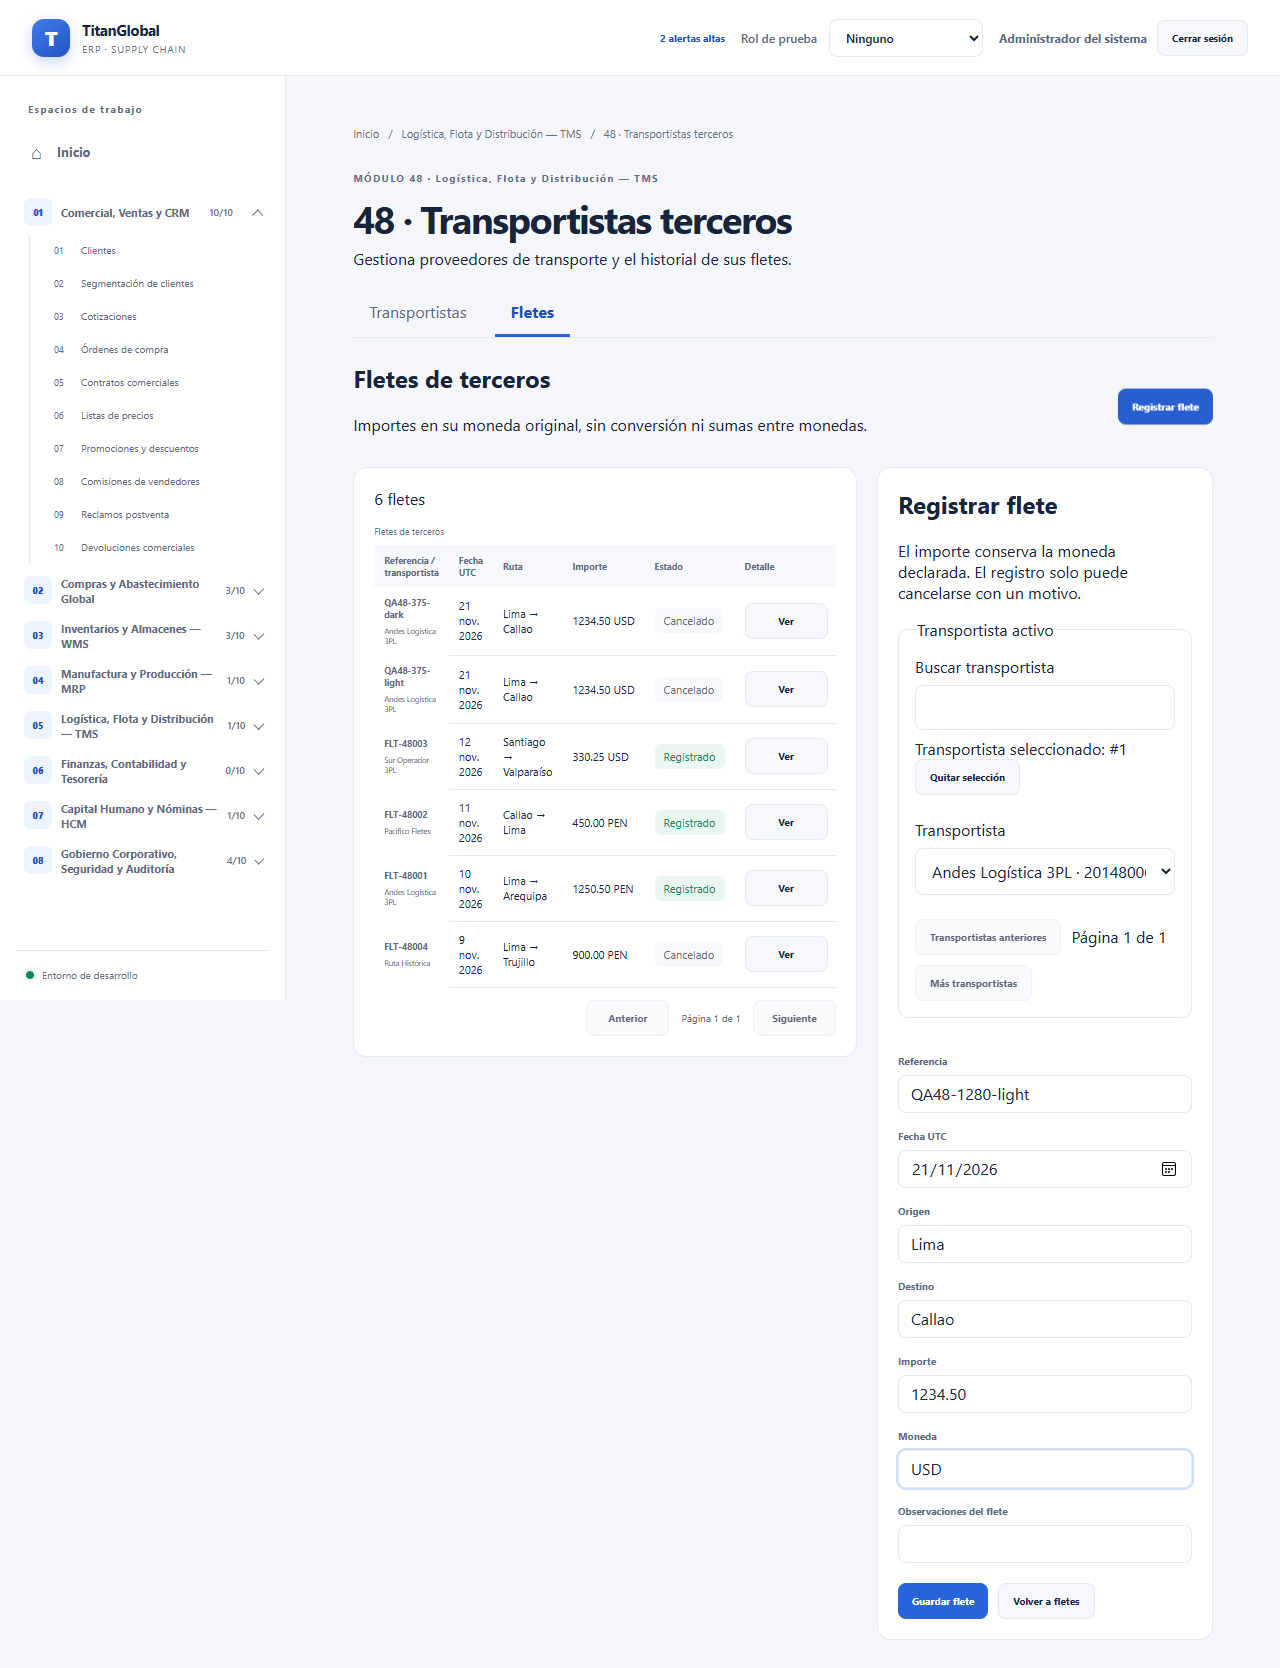 T
TitanGlobal
ERP · SUPPLY CHAIN
2 alertas altas
Rol de prueba
Ninguno
Administrador del sistema
Cerrar sesión
Espacios de trabajo
Inicio
01 Comercial, Ventas y CRM 10/10
01 Clientes
02 Segmentación de clientes
03 Cotizaciones
04 Órdenes de compra
05 Contratos comerciales
06 Listas de precios
07 Promociones y descuentos
08 Comisiones de vendedores
09 Reclamos postventa
10 Devoluciones comerciales
02 Compras y Abastecimiento
Global
3/10
03 Inventarios y Almacenes —
WMS
3/10
04 Manufactura y Producción —
MRP
1/10
05 Logística, Flota y Distribución
— TMS
1/10
06 Finanzas, Contabilidad y
Tesorería
0/10
07 Capital Humano y Nóminas —
HCM
1/10
08 Gobierno Corporativo,
Seguridad y Auditoría
4/10
Entorno de desarrollo
Inicio / Logística, Flota y Distribución — TMS / 48 · Transportistas terceros
MÓDULO 48 · Logística, Flota y Distribución — TMS
48 · Transportistas terceros
Gestiona proveedores de transporte y el historial de sus fletes.
Transportistas
Fletes
Fletes de terceros
Importes en su moneda original, sin conversión ni sumas entre monedas.
Registrar flete
6 fletes
Fletes de terceros
Referencia /
transportista
Fecha
UTC
Ruta
Importe
Estado
Detalle
QA48-375-
dark
Andes Logística
3PL
21
nov.
2026
Lima →
Callao
1234.50 USD
Cancelado
Ver
QA48-375-
light
Andes Logística
3PL
21
nov.
2026
Lima →
Callao
1234.50 USD
Cancelado
Ver
FLT-48003
Sur Operador
3PL
12
nov.
2026
Santiago
→
Valparaíso
330.25 USD
Registrado
Ver
FLT-48002
Pacífico Fletes
11
nov.
2026
Callao →
Lima
450.00 PEN
Registrado
Ver
FLT-48001
Andes Logística
3PL
10
nov.
2026
Lima →
Arequipa
1250.50 PEN
Registrado
Ver
FLT-48004
Ruta Histórica
9
nov.
2026
Lima →
Trujillo
900.00 PEN
Cancelado
Ver
Anterior
Página 1 de 1
Siguiente
Registrar flete
El importe conserva la moneda
declarada. El registro solo puede
cancelarse con un motivo.
Transportista activo
Buscar transportista
Transportista seleccionado: #1
Quitar selección
Transportista
Andes Logística 3PL · 2014800
Transportistas anteriores
Página 1 de 1
Más transportistas
Referencia
QA48-1280-light
Fecha UTC
21/11/2026
Origen
Lima
Destino
Callao
Importe
1234.50
Moneda
USD
Observaciones del flete
Guardar flete
Volver a fletes